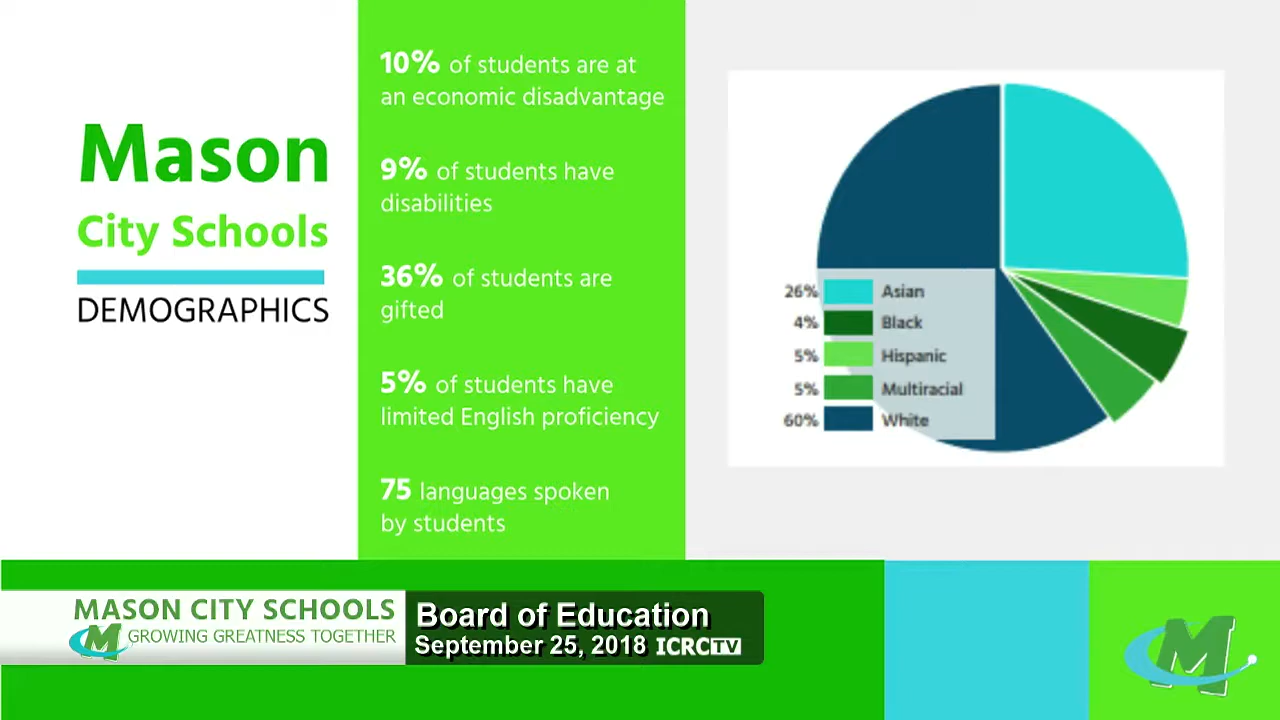 Mason
City Schools
DEMOGRAPHICS
10% of students are at
an economic disadvantage
9% of students have
disabilities
36% of students are
gifted
5% of students have
limited English proficiency
75 languages spoken
by students
26% Asian
4% Black
5% Hispanic
5% Multiracial
60% White
MASON CITY SCHOOLS
M GROWING GREATNESS TOGETHER
Board of Education
September 25, 2018 ICRCTV
M